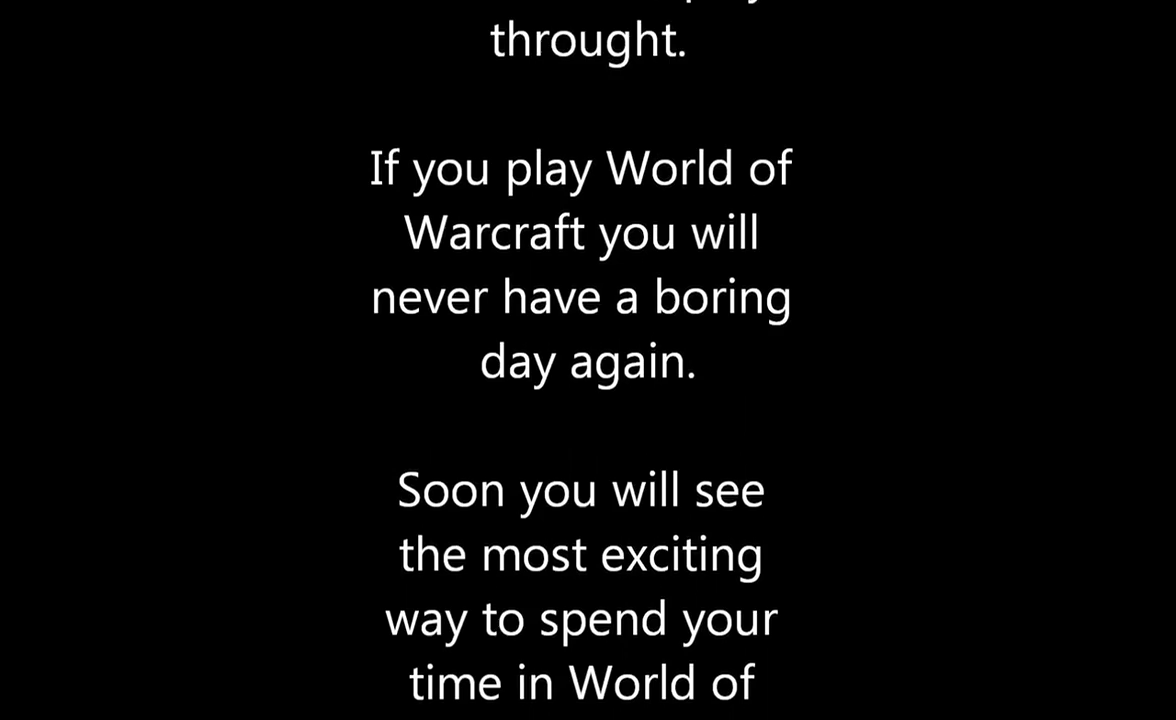 throught.
If you play World of
Warcraft you will
never have a boring
day again.
Soon you will see
the most exciting
way to spend your
time in World of